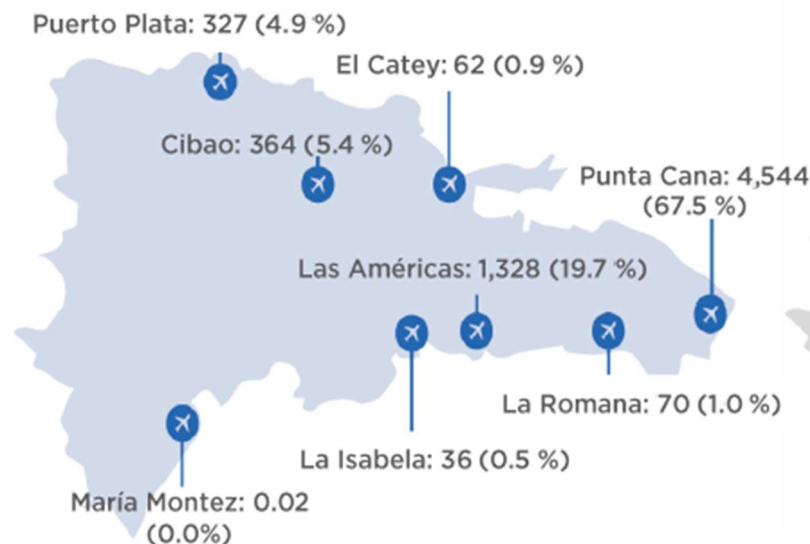 Puerto Plata: 327 (4.9 %)
El Catey: 62 (0.9 %)
Cibao: 364 (5.4 %)
Punta Cana: 4,544
(67.5 %)
Las Américas: 1,328 (19.7 %)
La Romana: 70 (1.0 %)
La Isabela: 36 (0.5 %)
María Montez: 0.02
(0.0%)